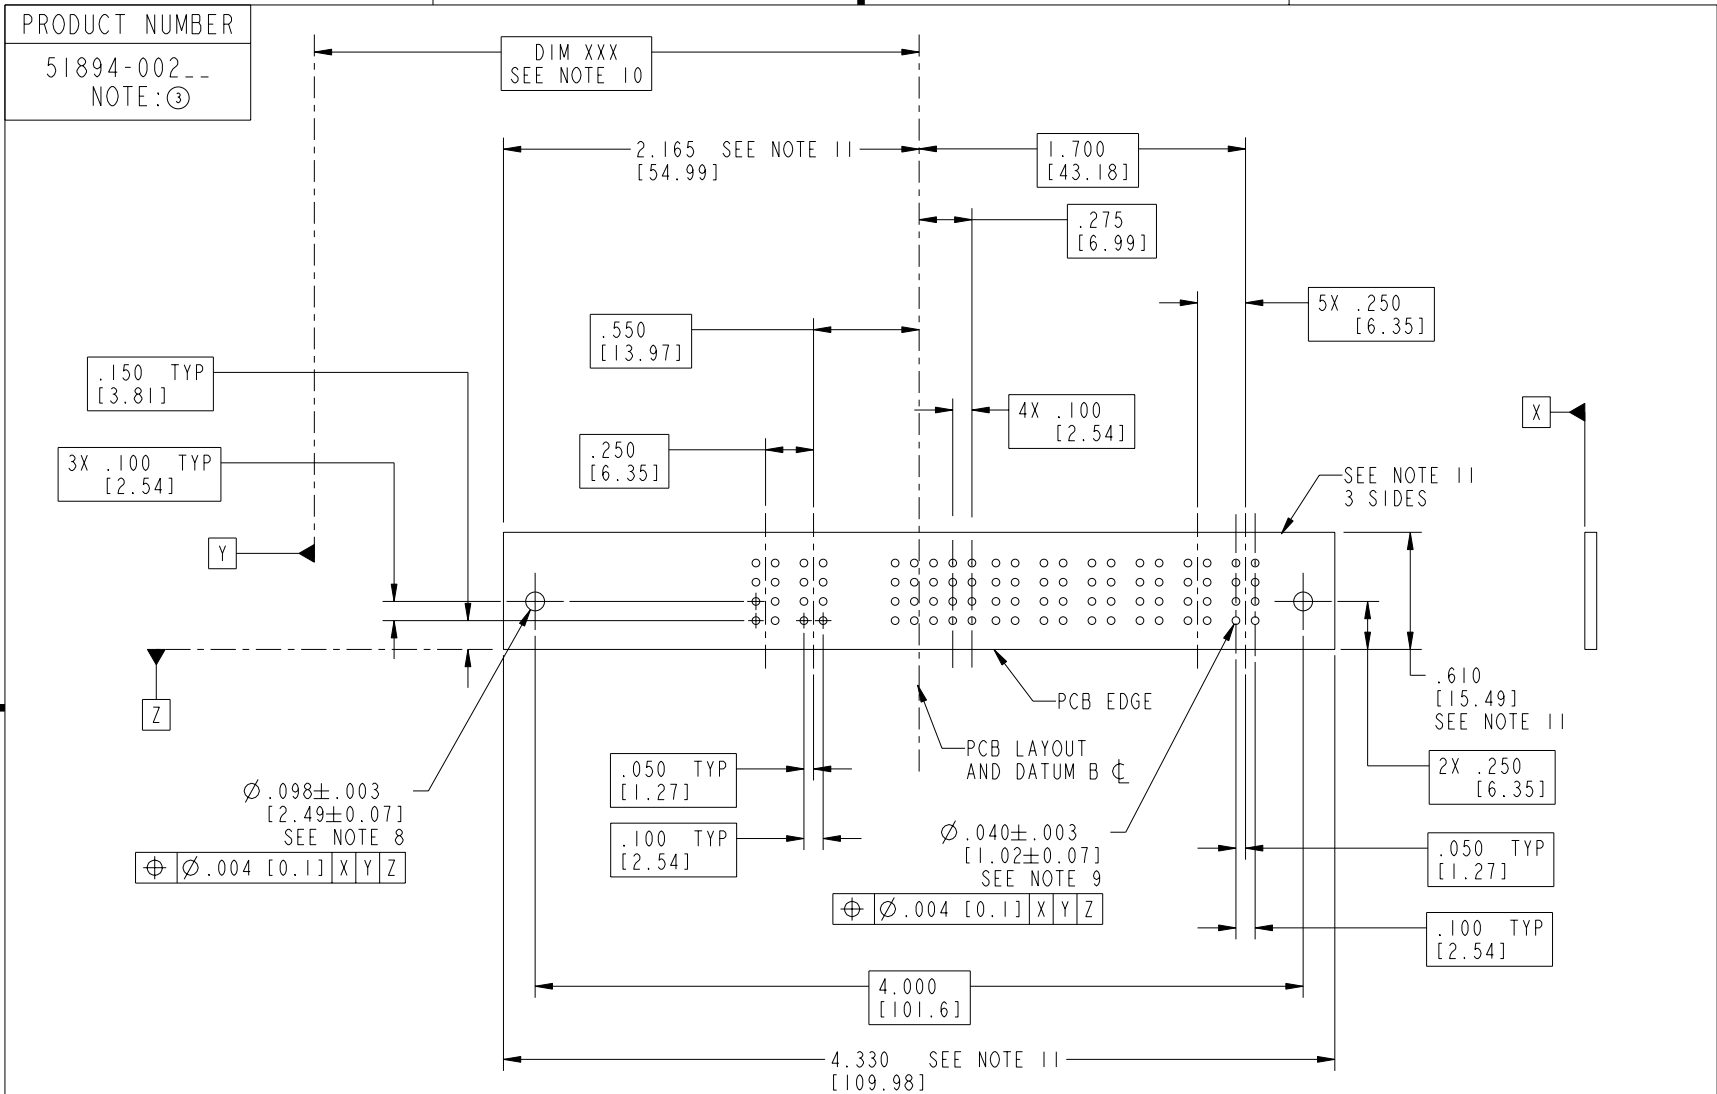 PRODUCT NUMBER
51894-002__
NOTE: 3
DIM XXX
SEE NOTE 10
2.165 SEE NOTE 11
[54.99]
1.700
[43.18]
.275
[6.99]
5X .250
[6.35]
.550
[13.97]
.150 TYP
[3.81]
4X .100
[2.54]
X
.250
[6.35]
3X .100 TYP
[2.54]
SEE NOTE 11
3 SIDES
Y
Z
PCB EDGE
.610
[15.49]
SEE NOTE 11
PCB LAYOUT
AND DATUM B ℄
.050 TYP
[1.27]
2X .250
[6.35]
Ø.098±.003
[2.49±0.07]
SEE NOTE 8
⌖ Ø.004 [0.1] X Y Z
.100 TYP
[2.54]
Ø.040±.003
[1.02±0.07]
SEE NOTE 9
⌖ Ø.004 [0.1] X Y Z
.050 TYP
[1.27]
.100 TYP
[2.54]
4.000
[101.6]
4.330 SEE NOTE 11
[109.98]